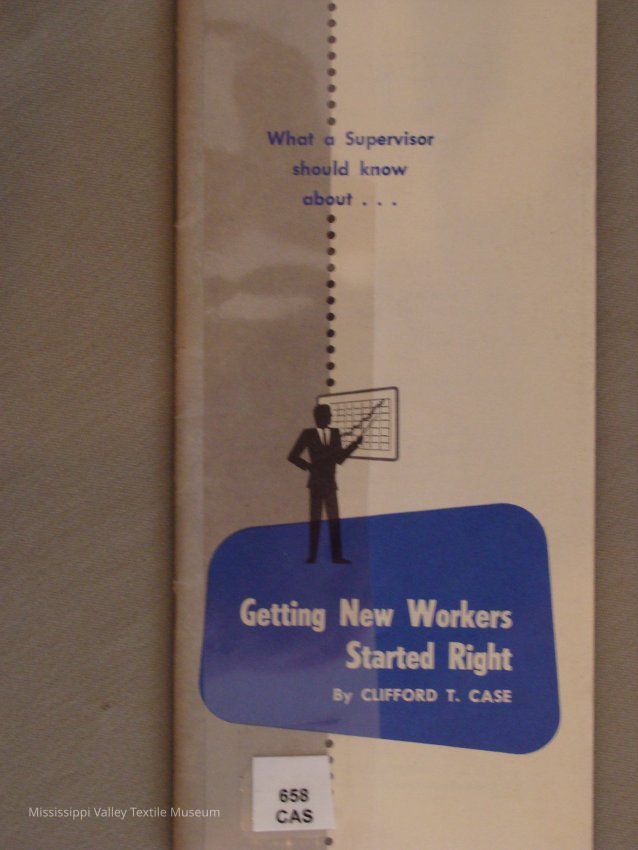 What a Supervisor
should know
about . . .
Getting New Workers
Started Right
By CLIFFORD T. CASE
658
CAS
Mississippi Valley Textile Museum